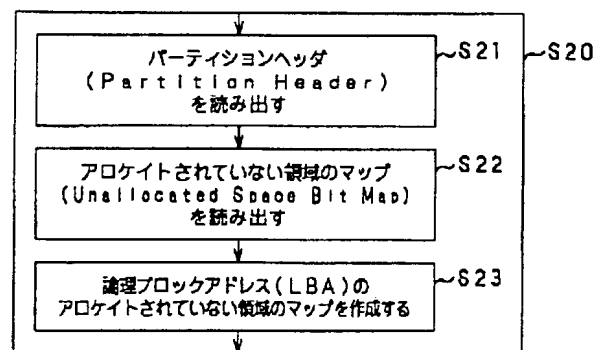 パーティションヘッダ
(Partition Header)
を読み出す
S21
S20
アロケイトされていない領域のマップ
(Unallocated Space Bit Map)
を読み出す
S22
論理ブロックアドレス(LBA)の
アロケイトされていない領域のマップを作成する
S23